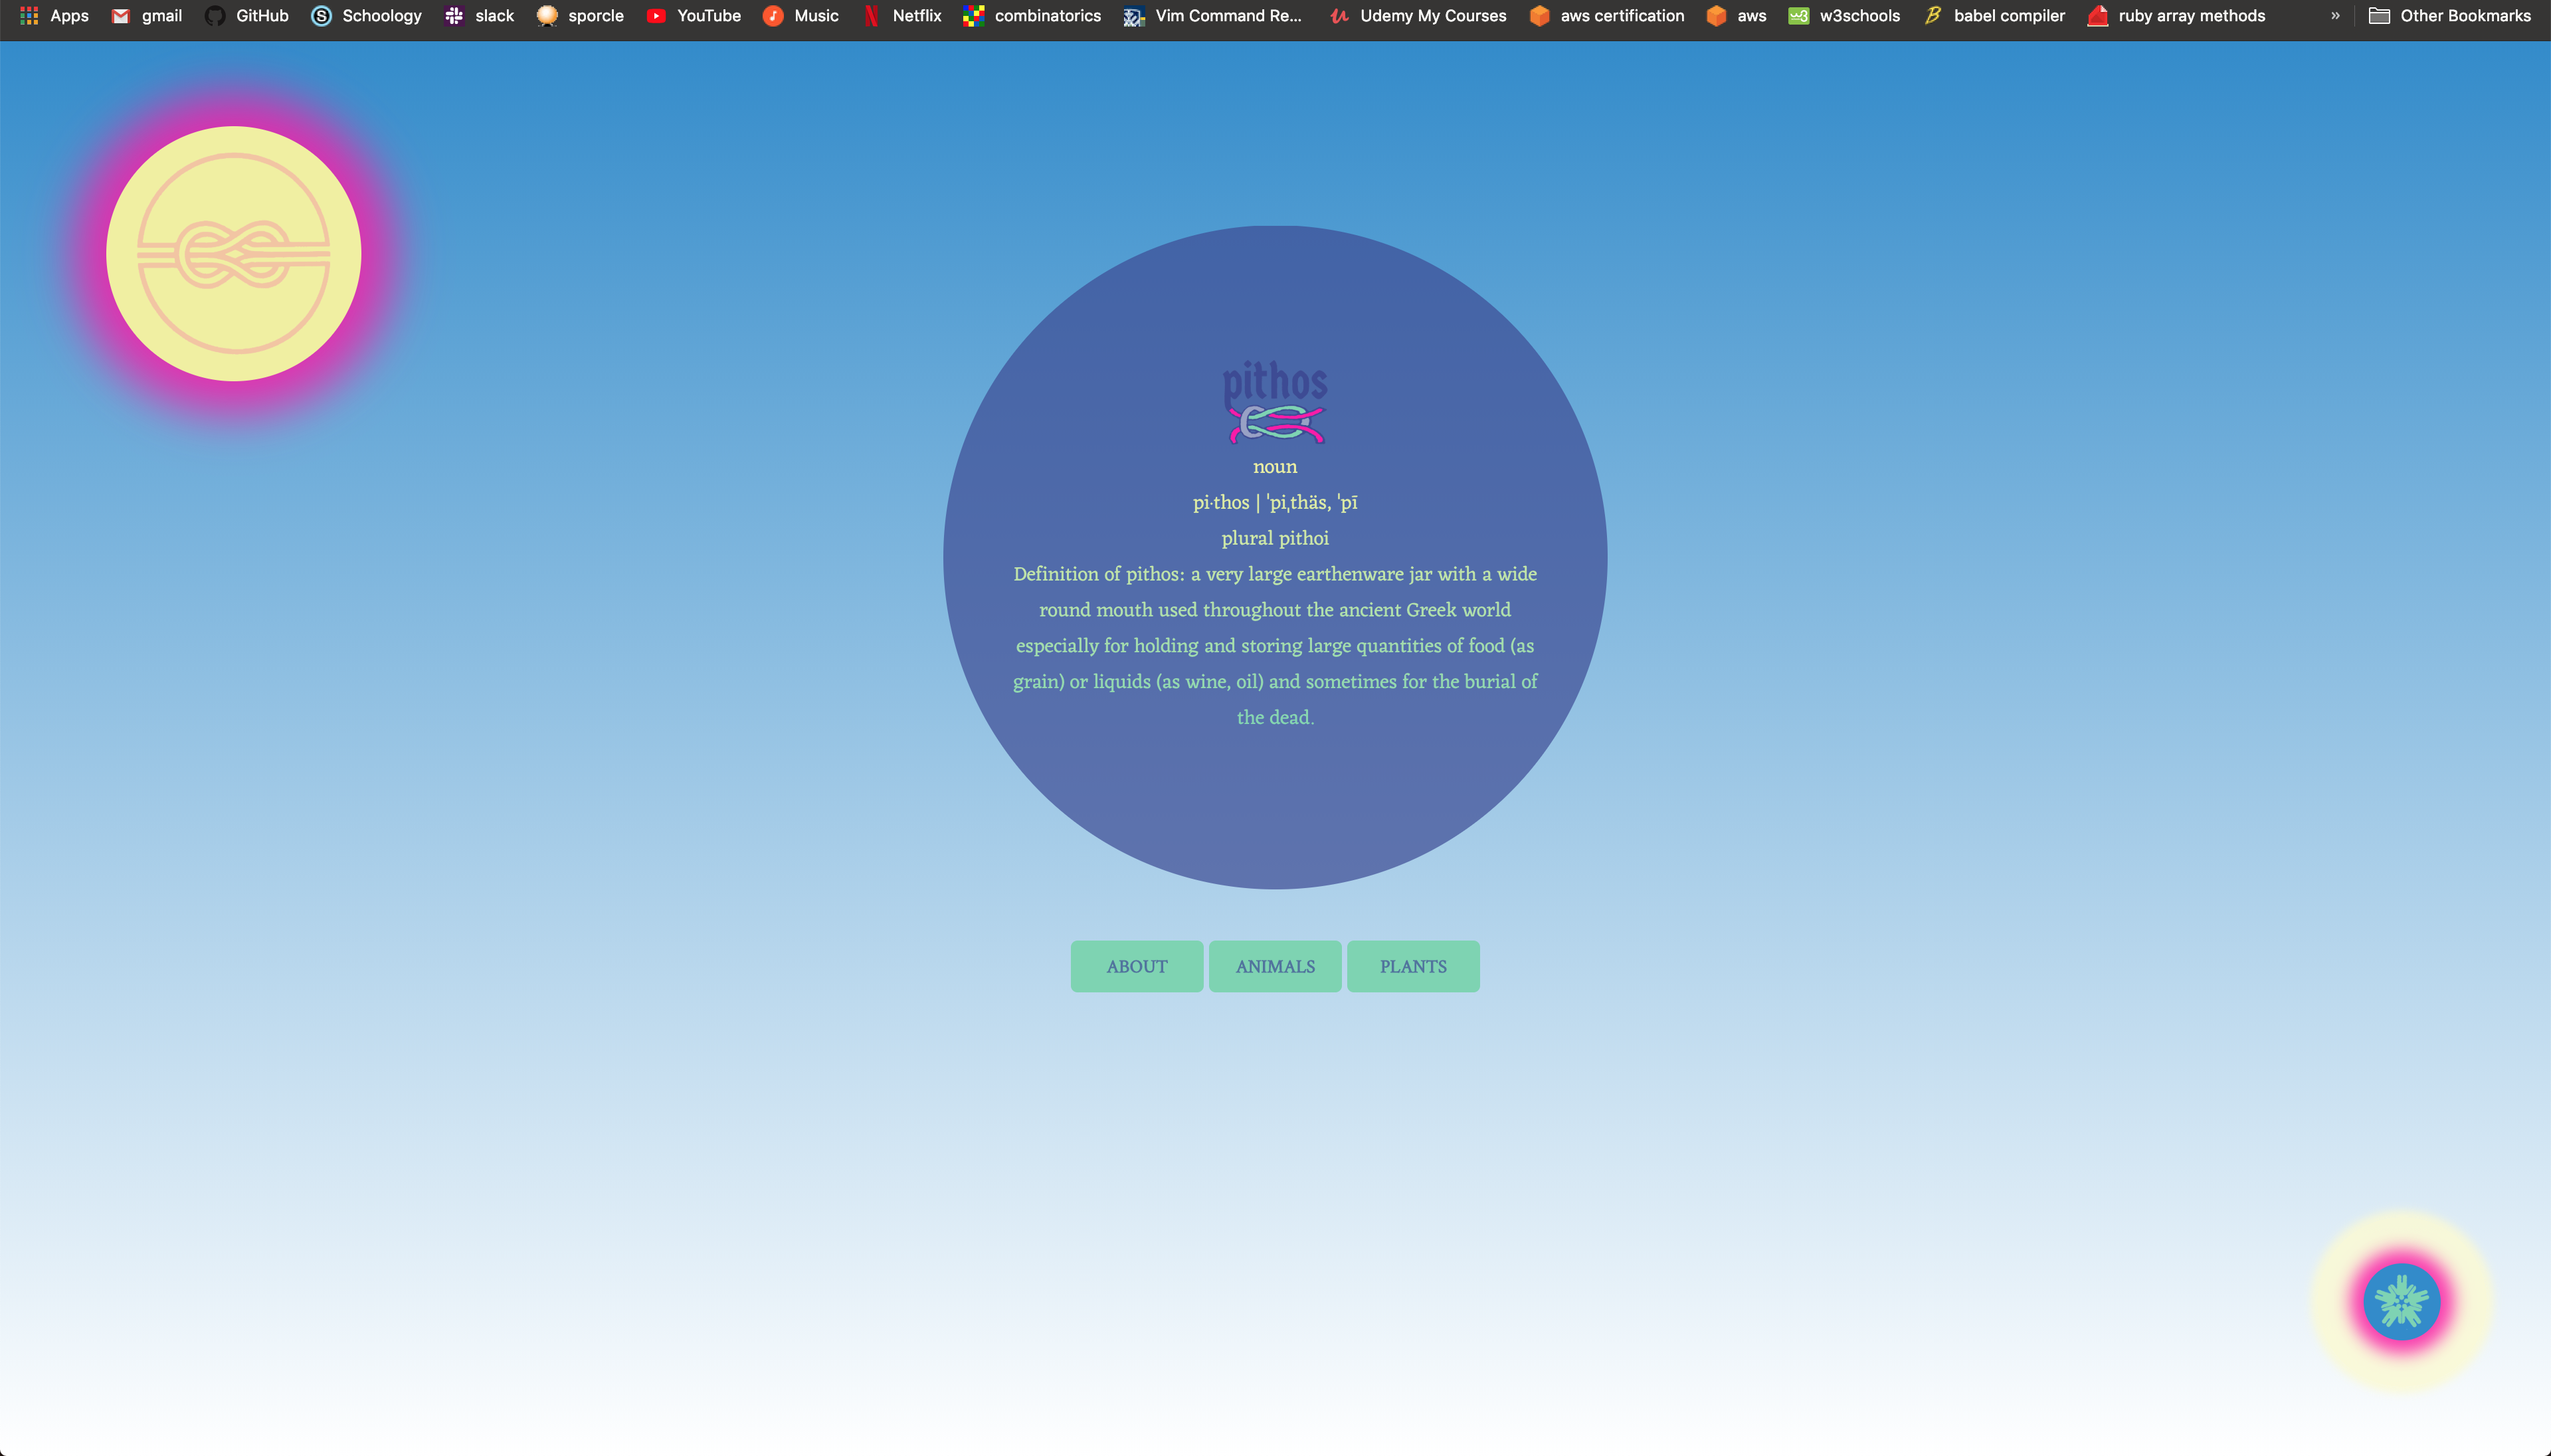 Apps gmail GitHub Schoology slack sporcle YouTube Music Netflix combinatorics Vim Command Re... Udemy My Courses aws certification aws w3schools babel compiler ruby array methods » Other Bookmarks
pithos
noun
pi·thos | ˈpiˌthäs, ˈpī
plural pithoi
Definition of pithos: a very large earthenware jar with a wide
round mouth used throughout the ancient Greek world
especially for holding and storing large quantities of food (as
grain) or liquids (as wine, oil) and sometimes for the burial of
the dead.
ABOUT ANIMALS PLANTS